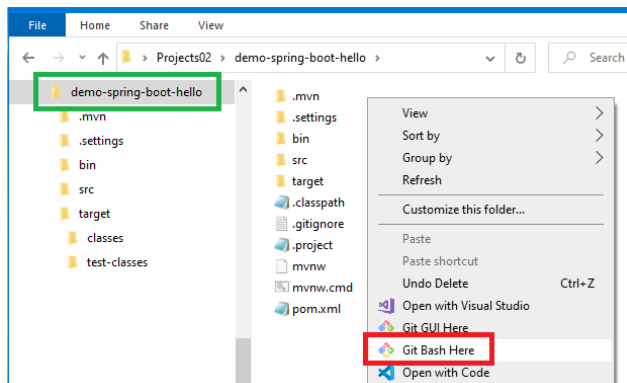 File Home Share View
Projects02 > demo-spring-boot-hello >
Search
demo-spring-boot-hello
.mvn
.settings
bin
src
target
classes
test-classes
.mvn
.settings
bin
src
target
.classpath
.gitignore
.project
mvnw
mvnw.cmd
pom.xml
View
Sort by
Group by
Refresh
Customize this folder...
Paste
Paste shortcut
Undo Delete Ctrl+Z
Open with Visual Studio
Git GUI Here
Git Bash Here
Open with Code